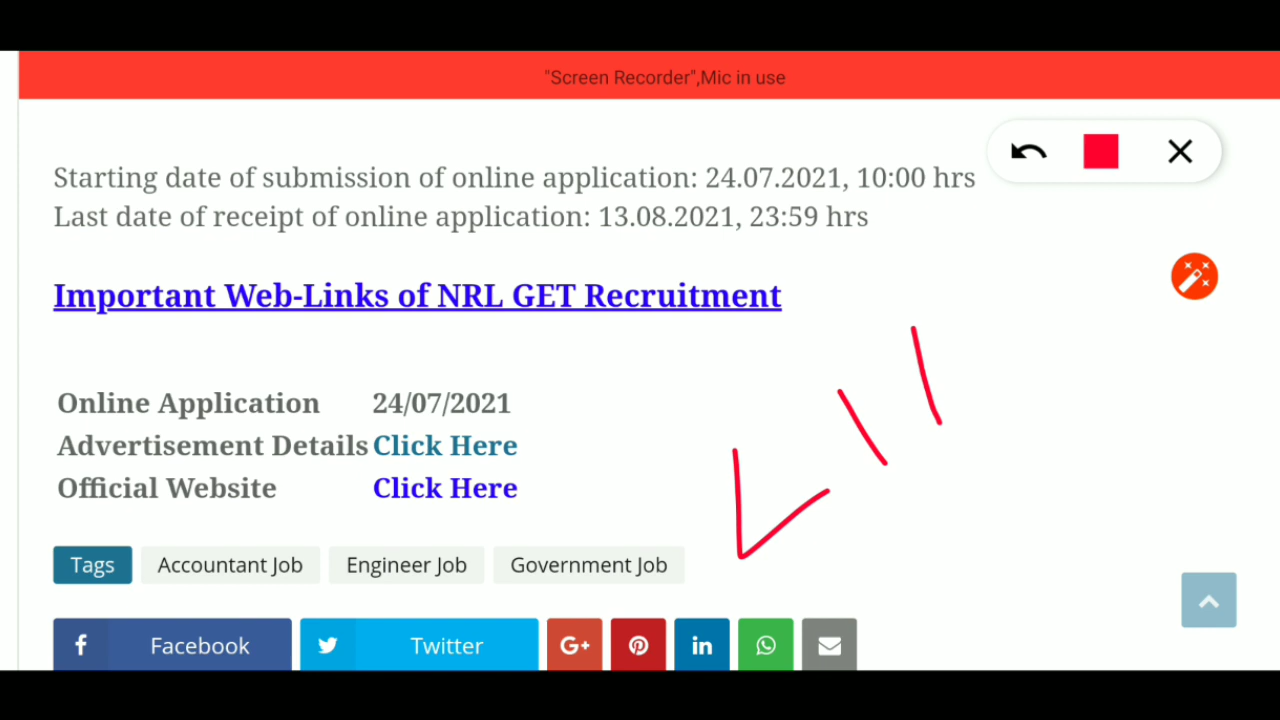 "Screen Recorder",Mic in use
Starting date of submission of online application: 24.07.2021, 10:00 hrs
Last date of receipt of online application: 13.08.2021, 23:59 hrs
Important Web-Links of NRL GET Recruitment
Online Application 24/07/2021
Advertisement Details Click Here
Official Website Click Here
Tags Accountant Job Engineer Job Government Job
f Facebook Twitter G+ in